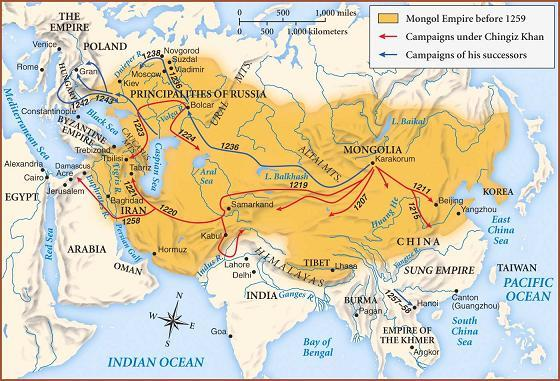 0 500 1,000 miles
0 500 1,000 kilometers
Mongol Empire before 1259
Campaigns under Chingiz Khan
Campaigns of his successors
THE
EMPIRE
Venice
POLAND
Rome
Gran
HUNGARY
Dnieper R.
1238
Novgorod
Suzdal
Vladimir
Moscow
1236
Kiev
PRINCIPALITIES OF RUSSIA
Bolcar
Volga R.
URAL MTS.
1242
1243
1223
1224
1236
Constantinople
Black Sea
BYZANTINE
EMPIRE
Mediterranean Sea
Trebizond
Tbilisi
Tabriz
Caspian Sea
Aral
Sea
L. Balkhash
ALTAI MTS.
L. Baikal
MONGOLIA
Karakorum
1219
1207
1211
1215
Huang He
Beijing
Yangzhou
KOREA
East
China
Sea
Alexandria
Cairo
Damascus
Acre
Jerusalem
Euphrates R.
Tigris R.
Baghdad
IRAN
1220
1258
Samarkand
Kabul
EGYPT
Red Sea
ARABIA
Persian Gulf
OMAN
Hormuz
Indus R.
Lahore
Delhi
HIMALAYAS
TIBET
Lhasa
CHINA
SUNG EMPIRE
TAIWAN
PACIFIC
OCEAN
INDIA
Ganges R.
BURMA
Pagan
1257-58
Hanoi
Canton
(Guangzhou)
South
China
Sea
EMPIRE OF
THE KHMER
Angkor
Goa
Bay of
Bengal
INDIAN OCEAN
N
W
E
S